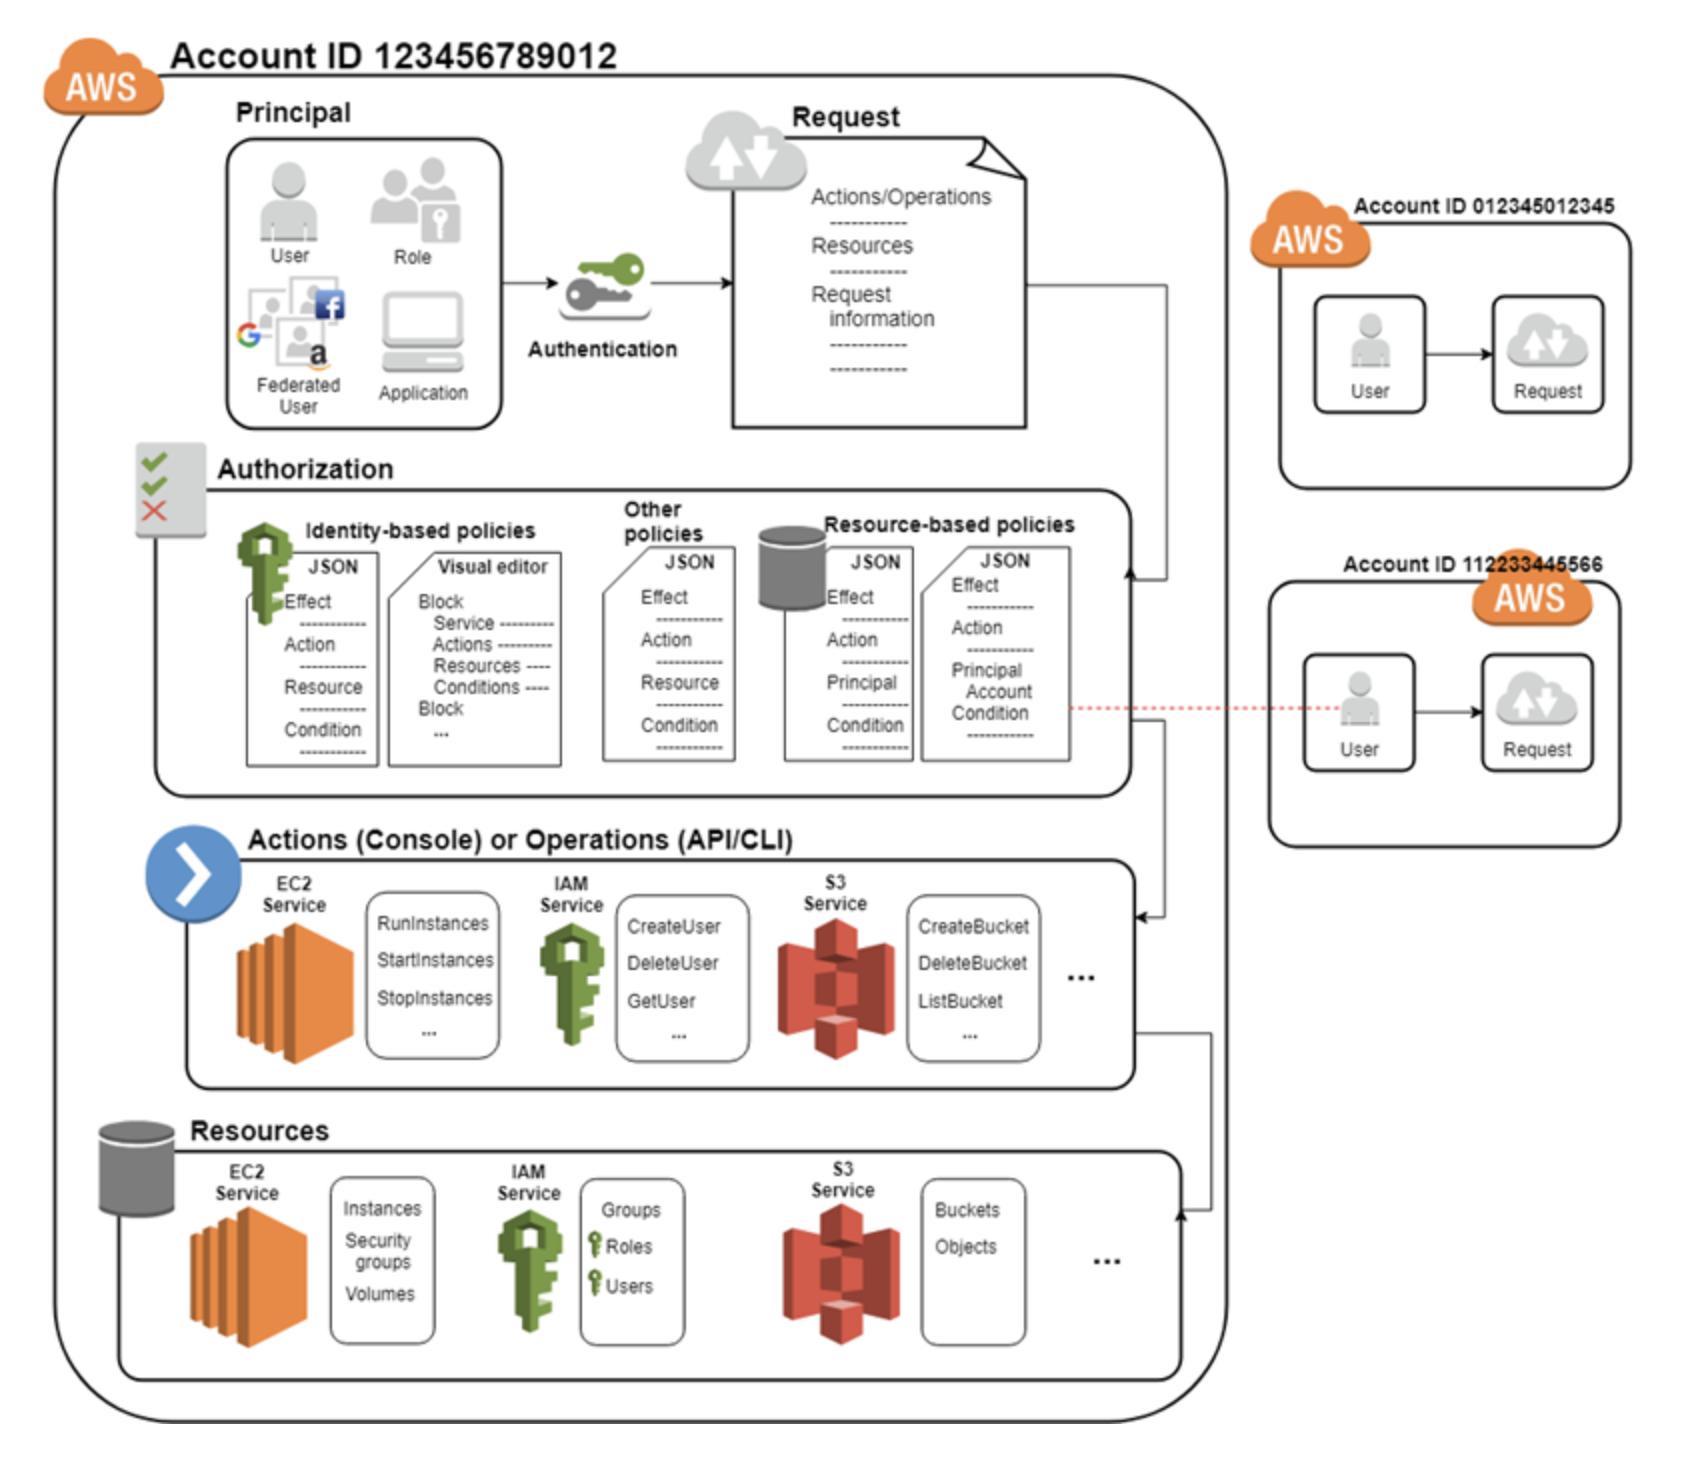 Account ID 123456789012
AWS
Principal
User
Role
Federated
User
Application
Authentication
Request
Actions/Operations
-----------
Resources
-----------
Request
information
-----------
-----------
Account ID 012345012345
AWS
User
Request
Authorization
Identity-based policies
JSON
Effect
-----------
Action
-----------
Resource
-----------
Condition
-----------
Visual editor
Block
Service ---------
Actions ---------
Resources ----
Conditions ----
Block
...
Other
policies
JSON
Effect
-----------
Action
-----------
Resource
-----------
Condition
-----------
Resource-based policies
JSON
Effect
-----------
Action
-----------
Principal
-----------
Condition
-----------
JSON
Effect
-----------
Action
-----------
Principal
Account
Condition
-----------
Account ID 112233445566
AWS
User
Request
Actions (Console) or Operations (API/CLI)
EC2
Service
RunInstances
StartInstances
StopInstances
...
IAM
Service
CreateUser
DeleteUser
GetUser
...
S3
Service
CreateBucket
DeleteBucket
ListBucket
...
...
Resources
EC2
Service
Instances
Security
groups
Volumes
IAM
Service
Groups
Roles
Users
S3
Service
Buckets
Objects
...